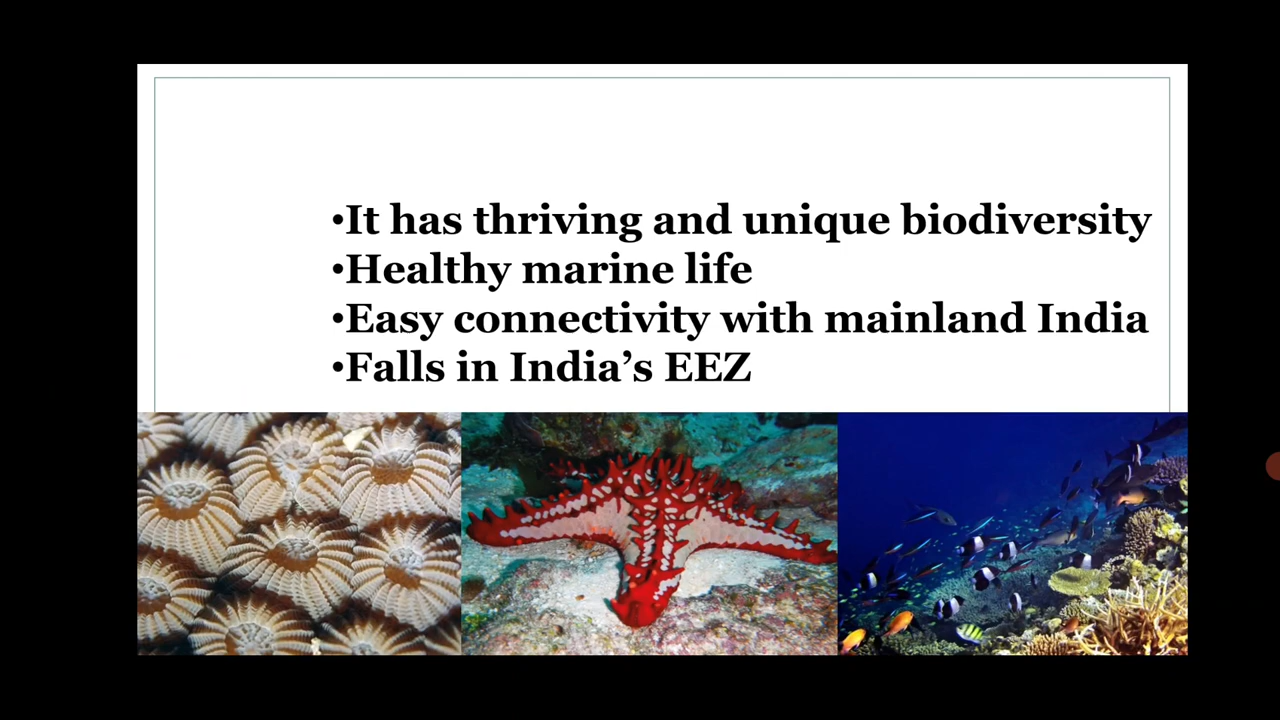 •It has thriving and unique biodiversity
•Healthy marine life
•Easy connectivity with mainland India
•Falls in India’s EEZ